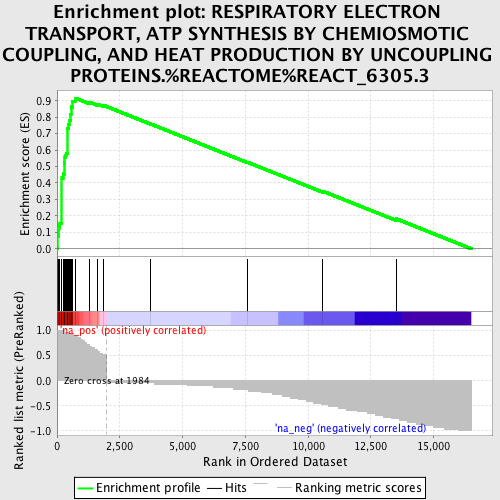 Enrichment plot: RESPIRATORY ELECTRON
TRANSPORT, ATP SYNTHESIS BY CHEMIOSMOTIC
COUPLING, AND HEAT PRODUCTION BY UNCOUPLING
PROTEINS.%REACTOME%REACT_6305.3
Enrichment score (ES)
0.9
0.8
0.7
0.6
0.5
0.4
0.3
0.2
0.1
0.0
Ranked list metric (PreRanked)
1.0
0.5
0.0
-0.5
-1.0
'na_pos' (positively correlated)
Zero cross at 1984
'na_neg' (negatively correlated)
0 2,500 5,000 7,500 10,000 12,500 15,000
Rank in Ordered Dataset
Enrichment profile Hits Ranking metric scores